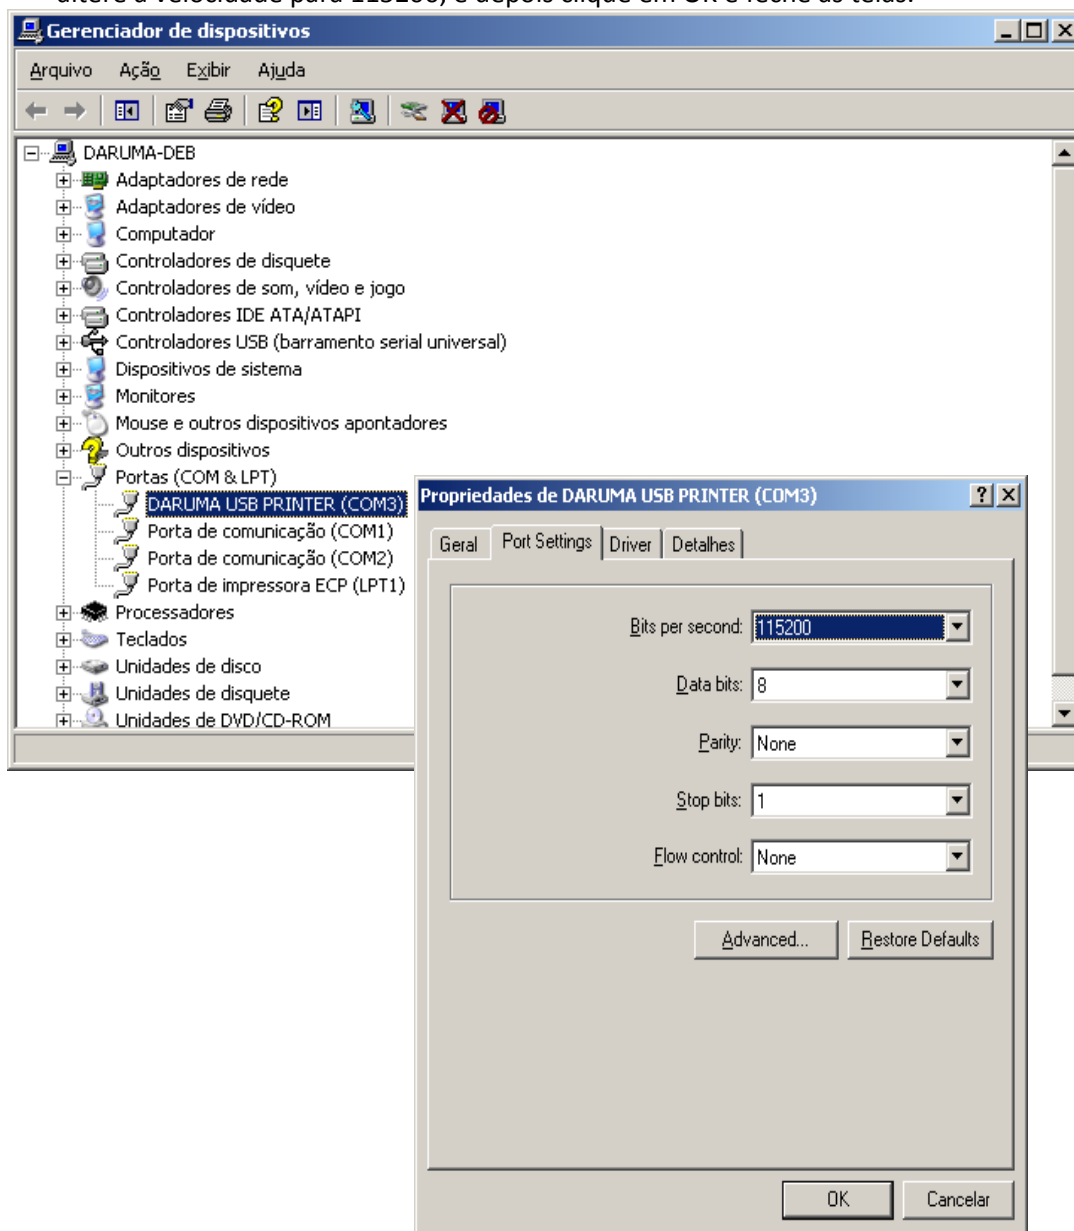 altere a velocidade para 115200, e depois clique em OK e feche as telas.
Gerenciador de dispositivos
Arquivo Ação Exibir Ajuda
DARUMA-DEB
Adaptadores de rede
Adaptadores de vídeo
Computador
Controladores de disquete
Controladores de som, vídeo e jogo
Controladores IDE ATA/ATAPI
Controladores USB (barramento serial universal)
Dispositivos de sistema
Monitores
Mouse e outros dispositivos apontadores
Outros dispositivos
Portas (COM & LPT)
DARUMA USB PRINTER (COM3)
Porta de comunicação (COM1)
Porta de comunicação (COM2)
Porta de impressora ECP (LPT1)
Processadores
Teclados
Unidades de disco
Unidades de disquete
Unidades de DVD/CD-ROM
Propriedades de DARUMA USB PRINTER (COM3)
Geral Port Settings Driver Detalhes
Bits per second: 115200
Data bits: 8
Parity: None
Stop bits: 1
Flow control: None
Advanced... Restore Defaults
OK Cancelar